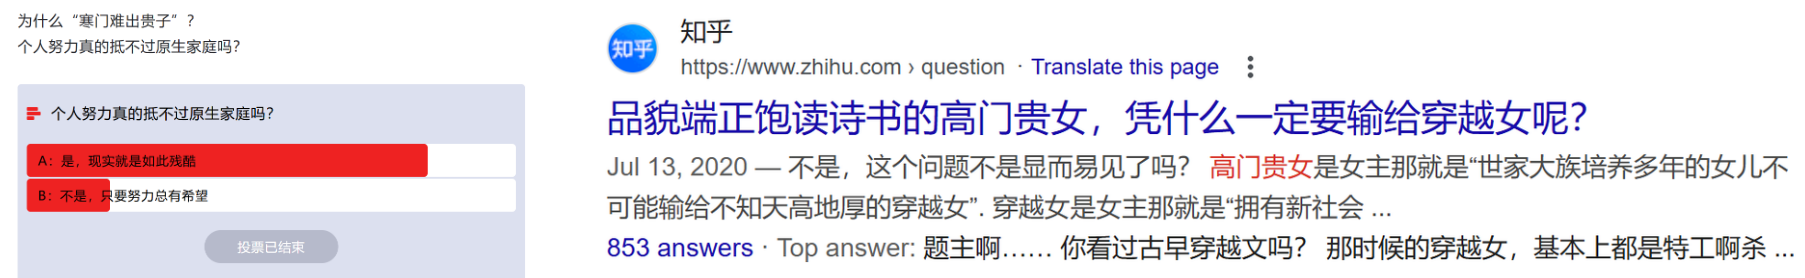 为什么“寒门难出贵子”?
个人努力真的抵不过原生家庭吗?
个人努力真的抵不过原生家庭吗?
A：是，现实就是如此残酷
B：不是，只要努力总有希望
投票已结束
知乎
知乎
https://www.zhihu.com › question · Translate this page
品貌端正饱读诗书的高门贵女，凭什么一定要输给穿越女呢？
Jul 13, 2020 — 不是，这个问题不是显而易见了吗？ 高门贵女是女主那就是“世家大族培养多年的女儿不
可能输给不知天高地厚的穿越女”. 穿越女是女主那就是“拥有新社会 ...
853 answers · Top answer: 题主啊…… 你看过古早穿越文吗？ 那时候的穿越女，基本上都是特工啊杀 ...